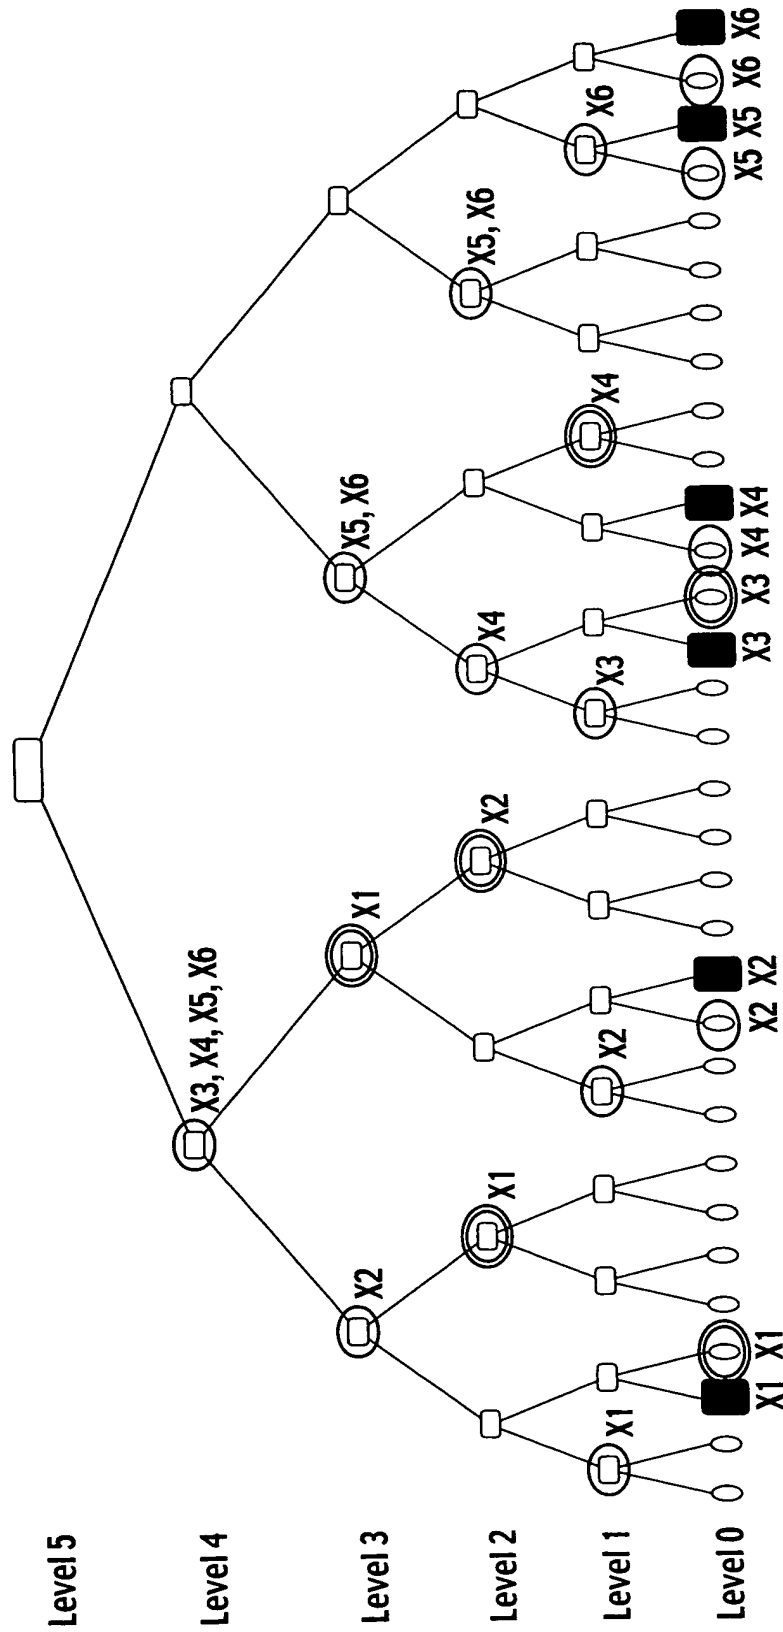 Level 5
Level 4 X3, X4, X5, X6
Level 3 X2 X1 X5, X6
Level 2 X1 X2 X4 X5, X6
Level 1 X1 X2 X3 X4 X6
Level 0 X1 X1 X2 X2 X3 X3 X4 X4 X5 X5 X6 X6